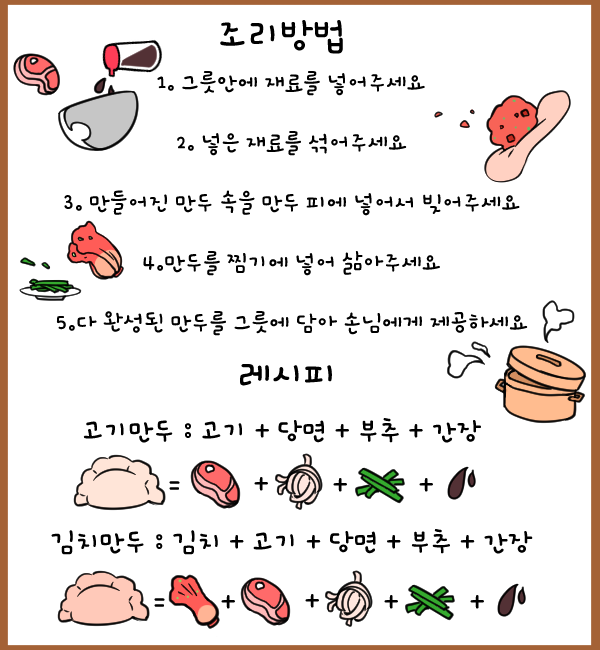 조리방법
1. 그릇안에 재료를 넣어주세요
2. 넣은 재료를 섞어주세요
3. 만들어진 만두 속을 만두 피에 넣어서 빚어주세요
4.만두를 찜기에 넣어 삶아주세요
5.다 완성된 만두를 그릇에 담아 손님에게 제공하세요
레시피
고기만두 : 고기 + 당면 + 부추 + 간장
= + + +
김치만두 : 김치 + 고기 + 당면 + 부추 + 간장
= + + + +